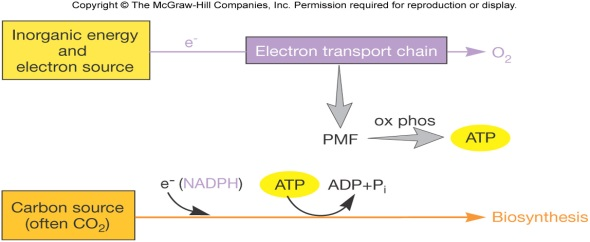 Copyright © The McGraw-Hill Companies, Inc. Permission required for reproduction or display.
Inorganic energy
and
electron source
e⁻
Electron transport chain
O₂
PMF
ox phos
ATP
Carbon source
(often CO₂)
e⁻ (NADPH)
ATP
ADP+Pᵢ
Biosynthesis